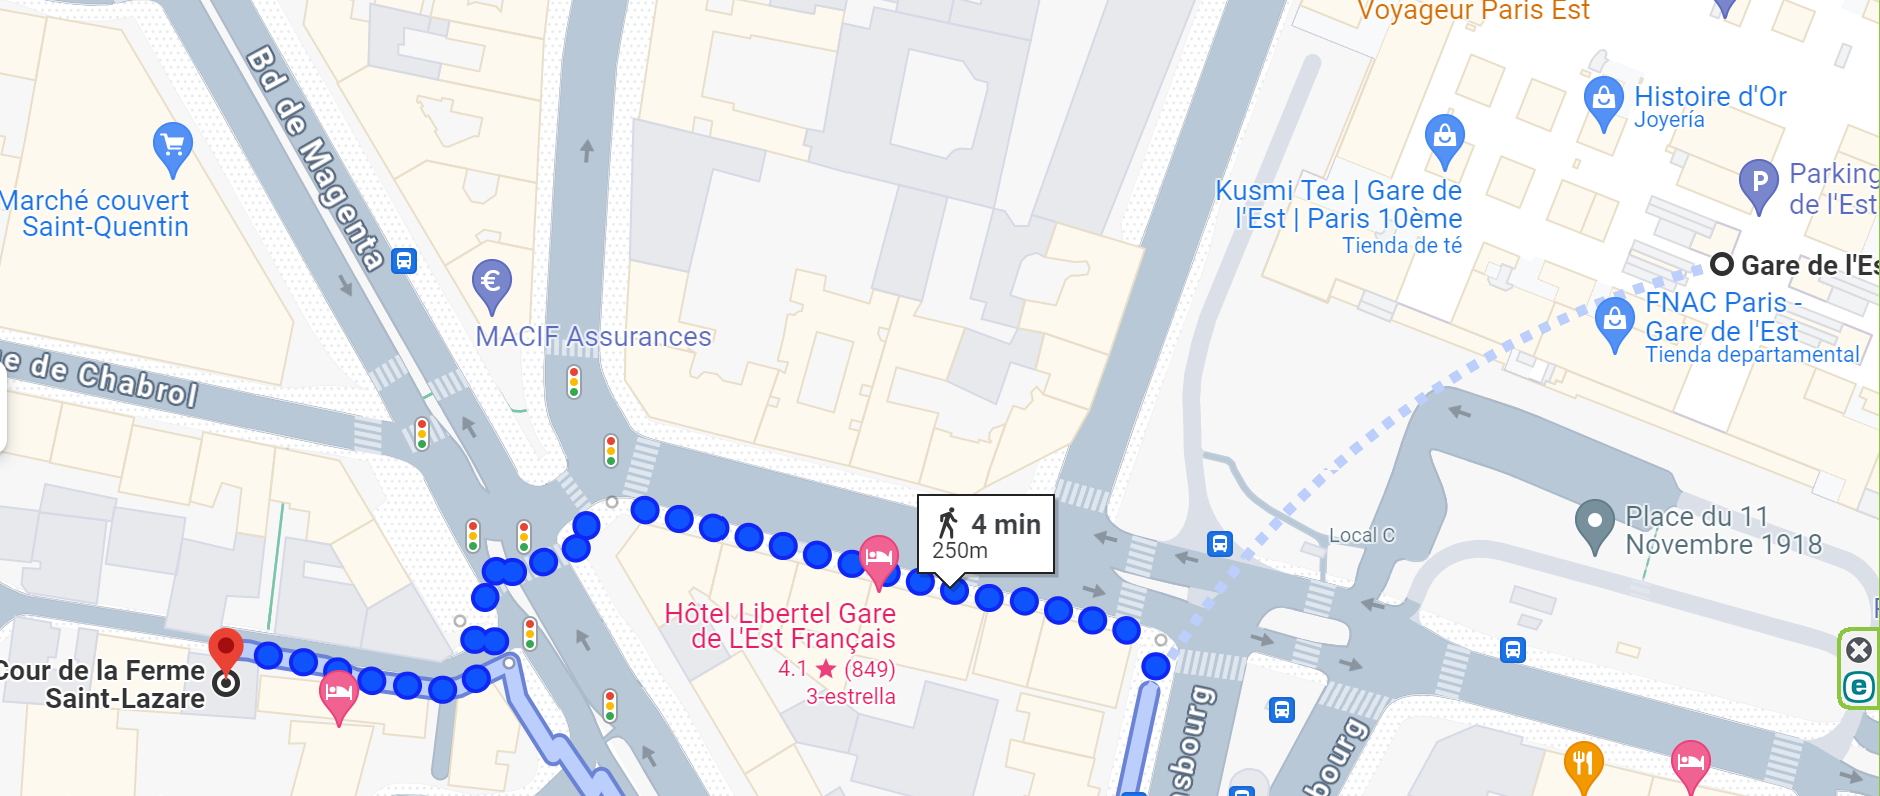 Voyageur Paris Est
Bd de Magenta
Histoire d'Or
Joyería
Marché couvert
Saint-Quentin
Kusmi Tea | Gare de
l'Est | Paris 10ème
Tienda de té
P
Parking
de l'Est
Gare de l'Es
FNAC Paris -
Gare de l'Est
Tienda departamental
€
MACIF Assurances
e de Chabrol
4 min
250m
Local C
Place du 11
Novembre 1918
Hôtel Libertel Gare
de L'Est Français
4.1 ★ (849)
3-estrella
Cour de la Ferme
Saint-Lazare
asbourg
bourg
e